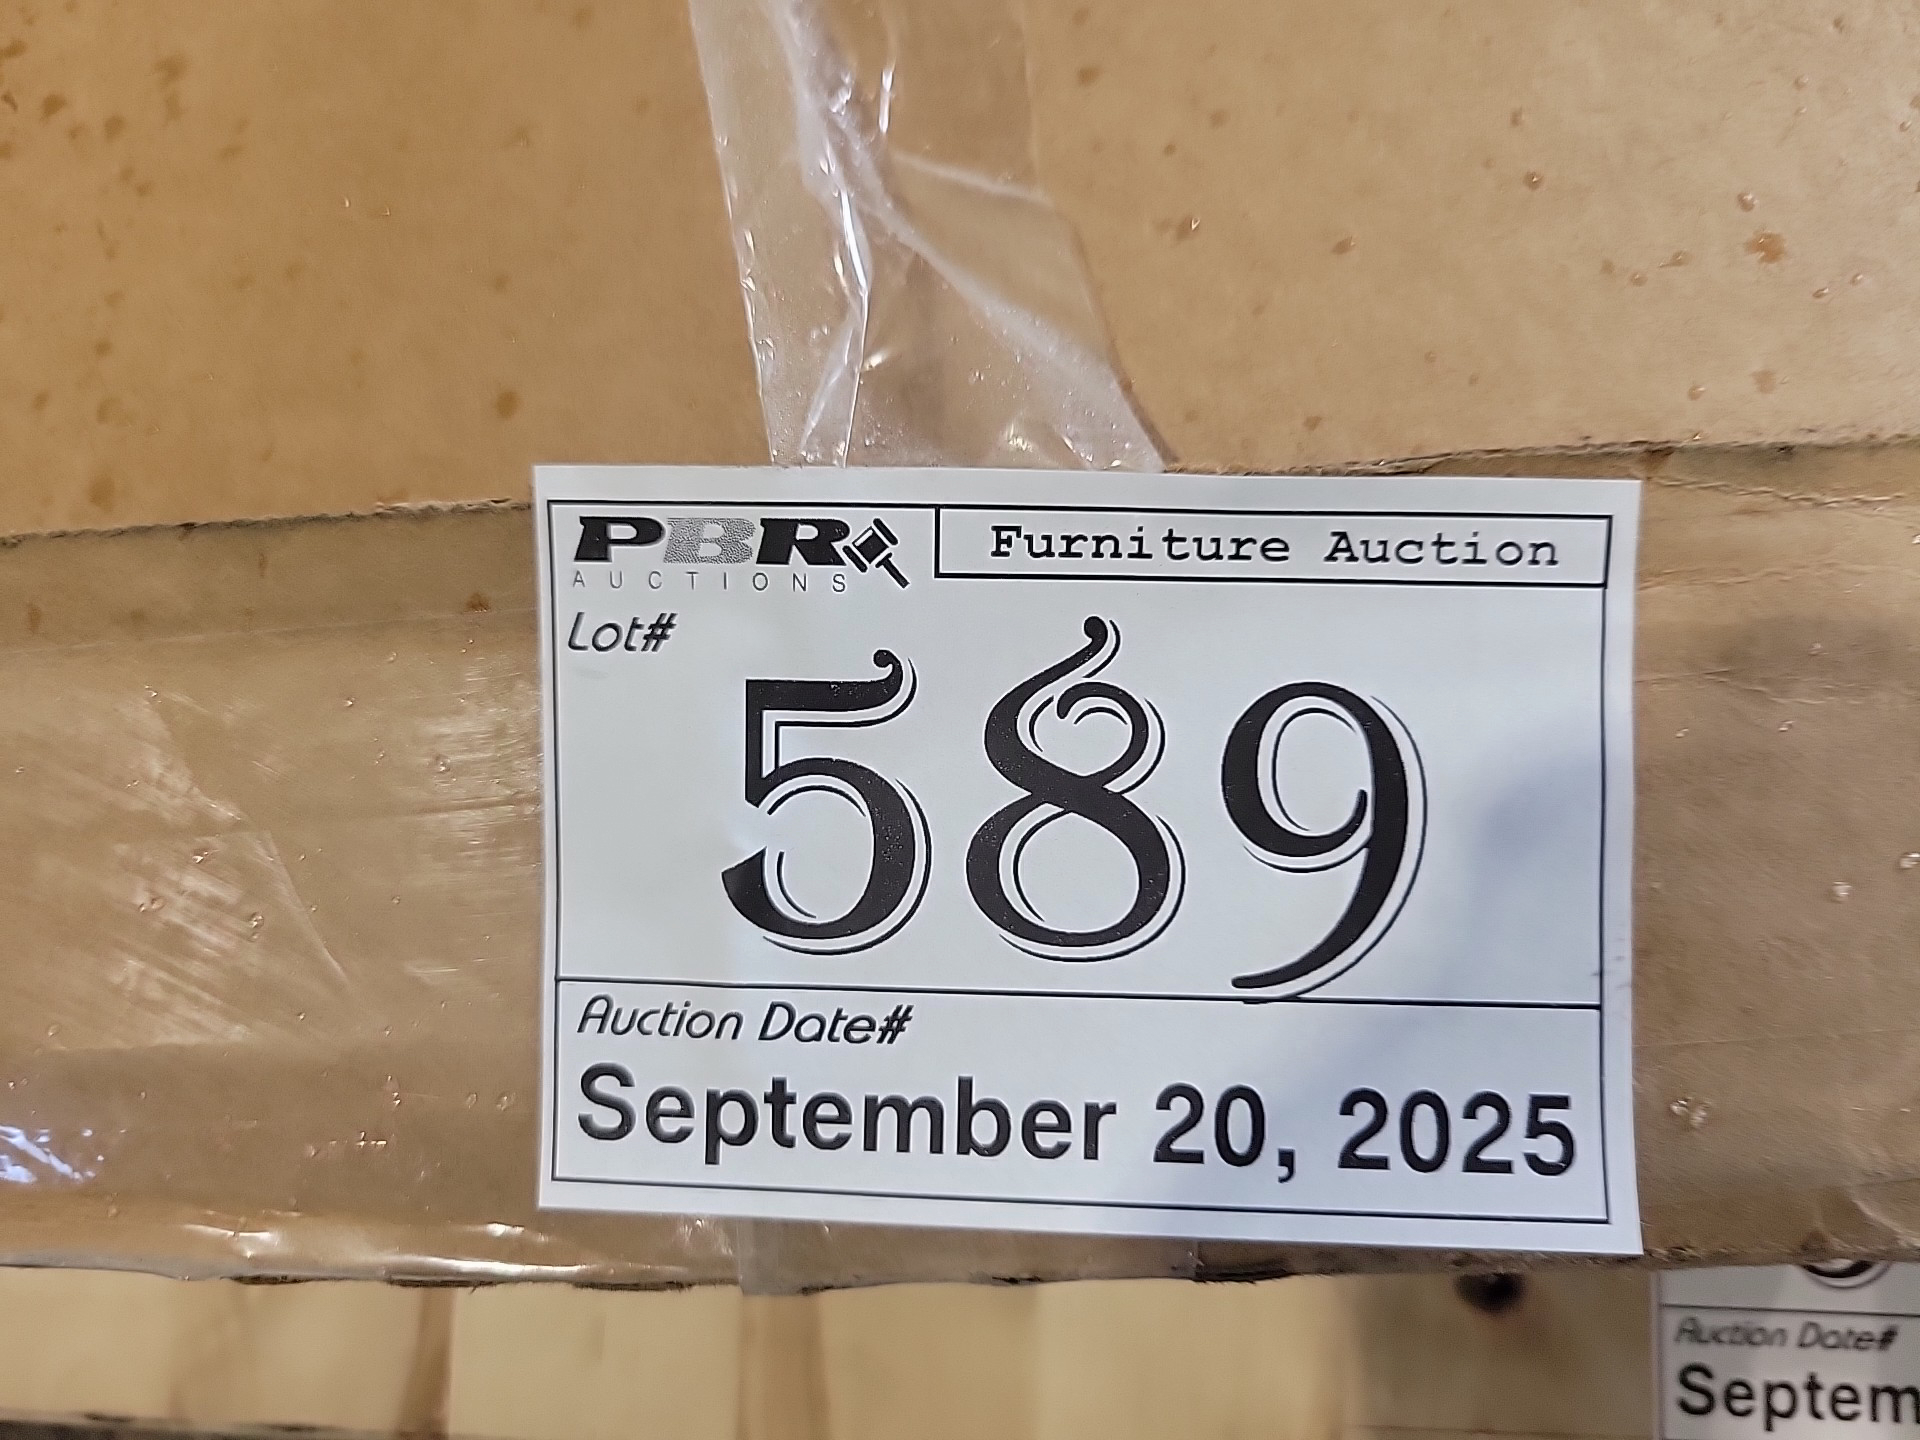 PBR
AUCTIONS
Furniture Auction
Lot#
589
Auction Date#
September 20, 2025
Auction Date#
Septem